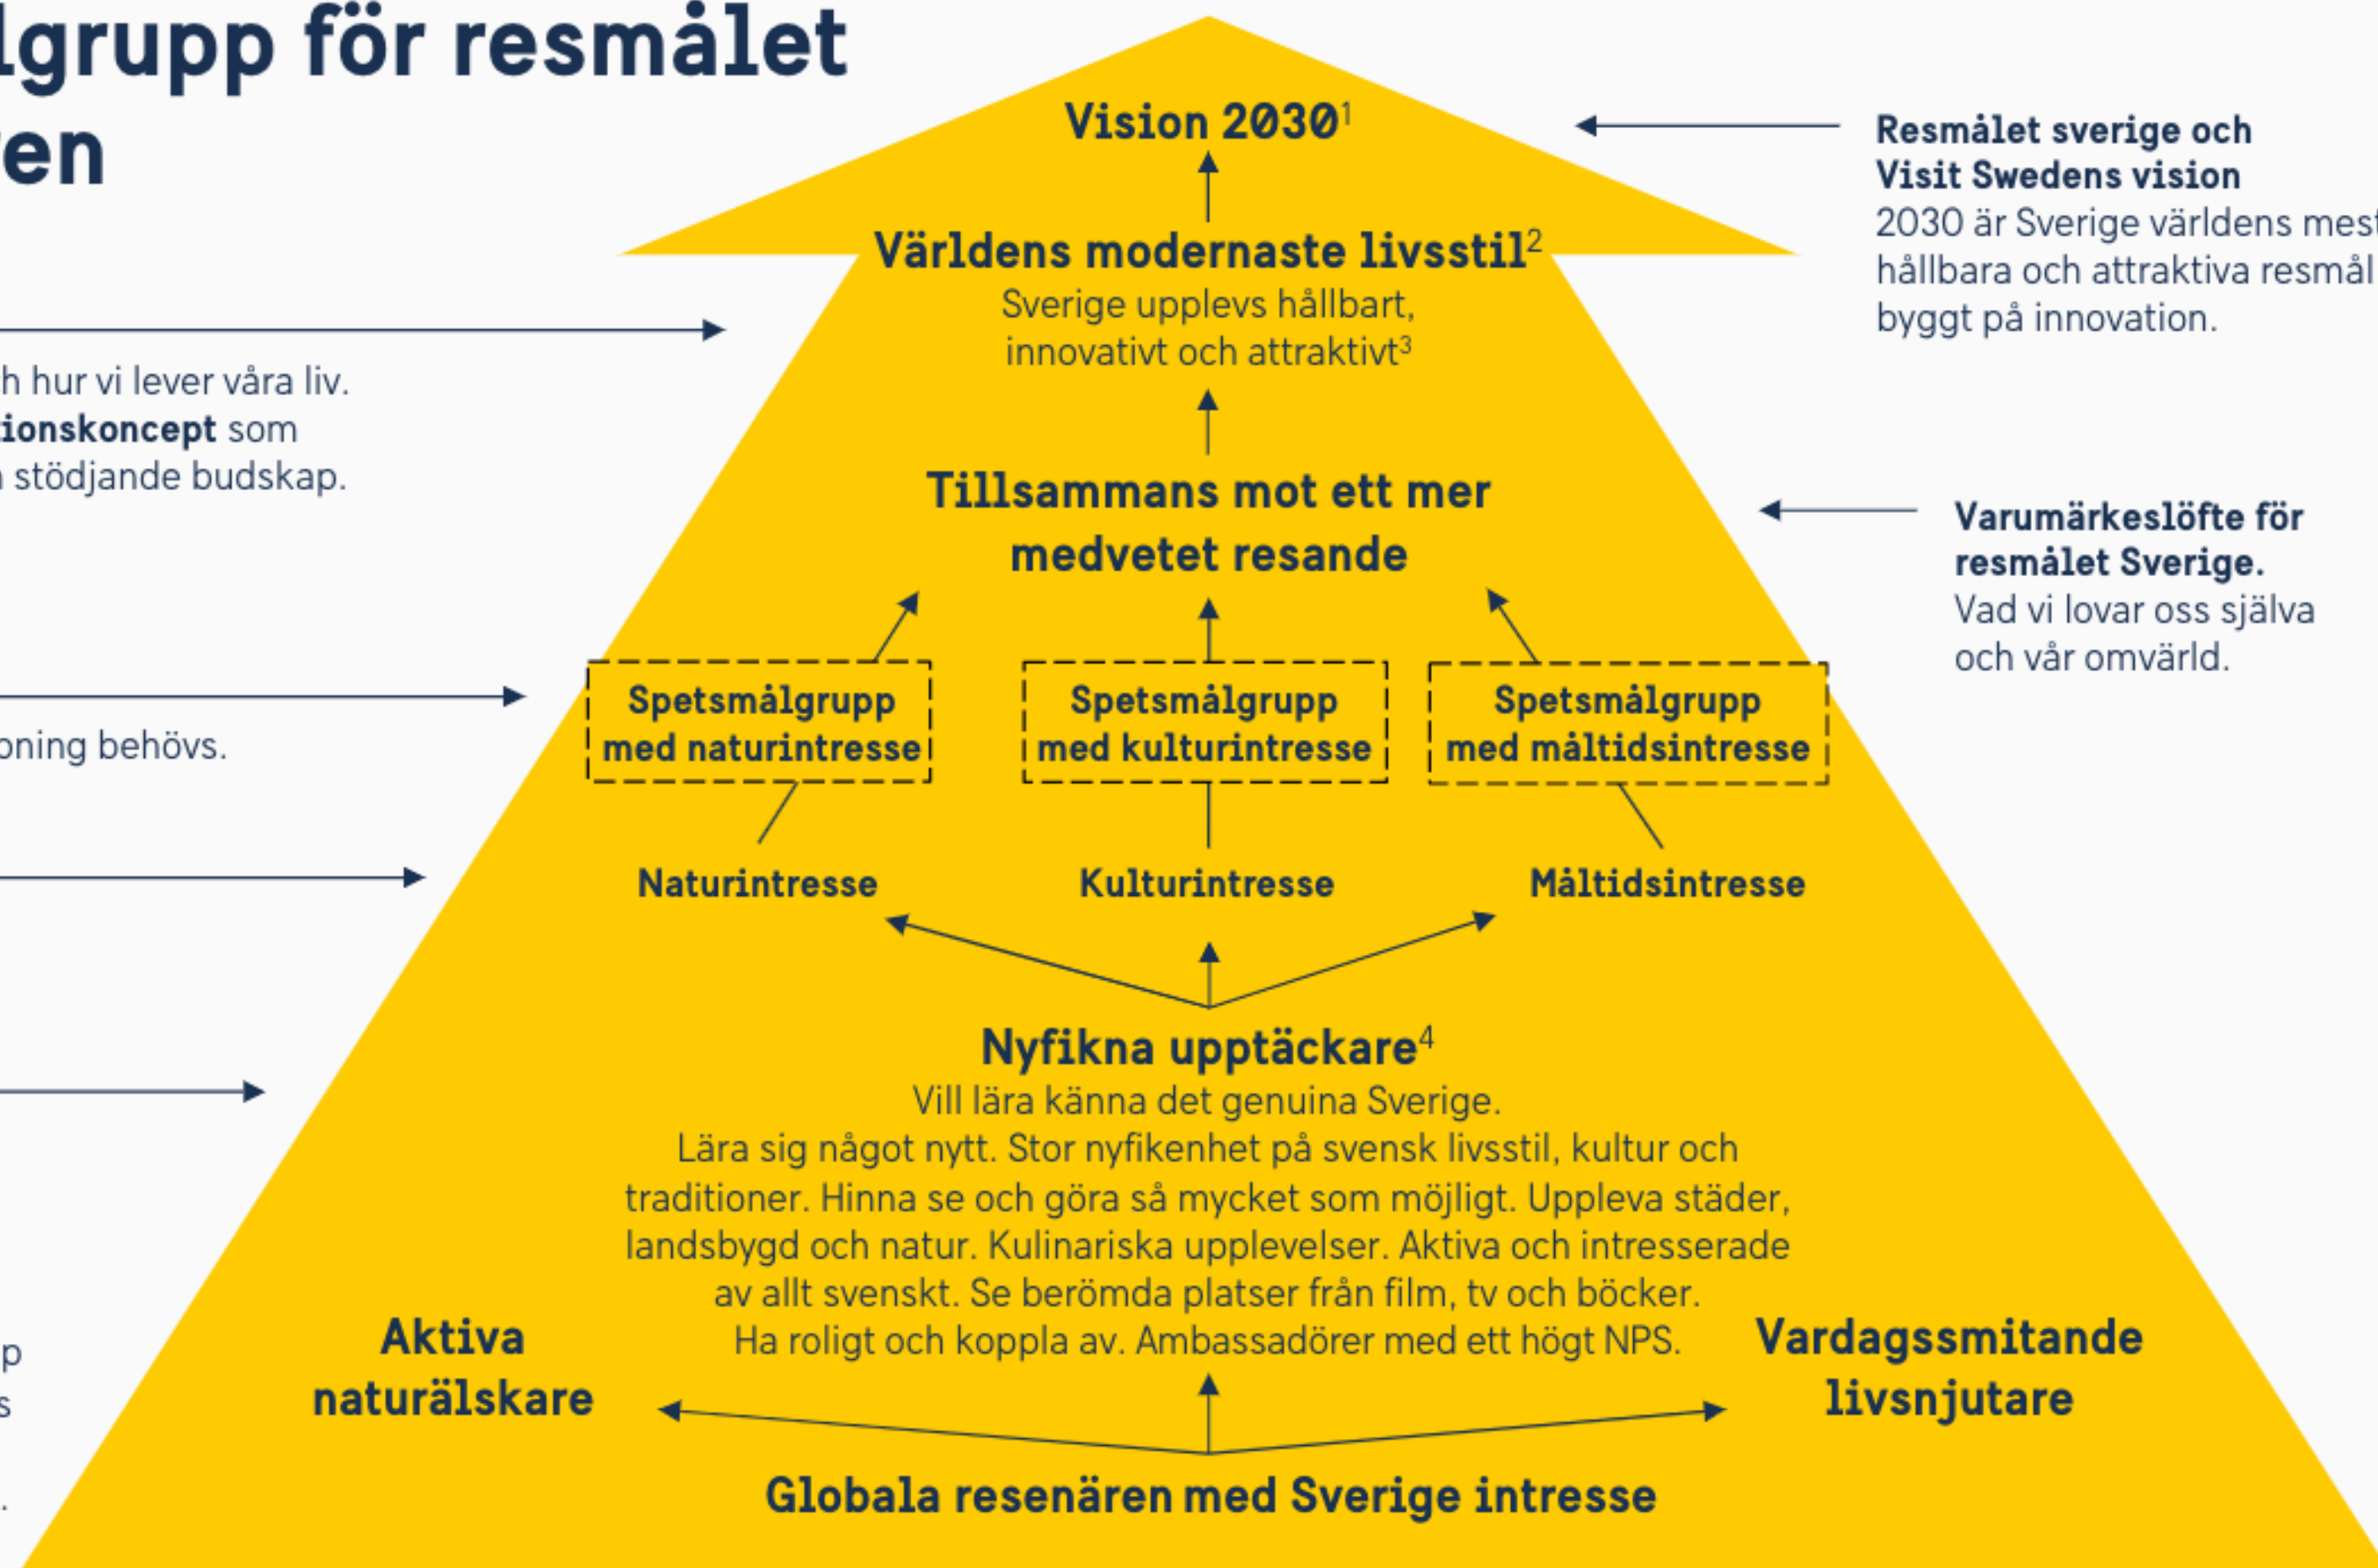 för resmålet
Vision 2030¹
Världens modernaste livsstil²
Sverige upplevs hållbart,
innovativt och attraktivt³
Tillsammans mot ett mer
medvetet resande
Spetsmålgrupp
med naturintresse
Spetsmålgrupp
med kulturintresse
Spetsmålgrupp
med måltidsintresse
Naturintresse
Kulturintresse
Måltidsintresse
Nyfikna upptäckare⁴
Vill lära känna det genuina Sverige.
Lära sig något nytt. Stor nyfikenhet på svensk livsstil, kultur och
traditioner. Hinna se och göra så mycket som möjligt. Uppleva städer,
landsbygd och natur. Kulinariska upplevelser. Aktiva och intresserade
av allt svenskt. Se berömda platser från film, tv och böcker.
Ha roligt och koppla av. Ambassadörer med ett högt NPS.
Aktiva
naturälskare
Vardagssmitande
livsnjutare
Globala resenären med Sverige intresse
hur vi lever våra liv.
som
stödjande budskap.
behövs.
Resmålet sverige och
Visit Swedens vision
2030 är Sverige världens mest
hållbara och attraktiva resmål
byggt på innovation.
Varumärkeslöfte för
resmålet Sverige.
Vad vi lovar oss själva
och vår omvärld.